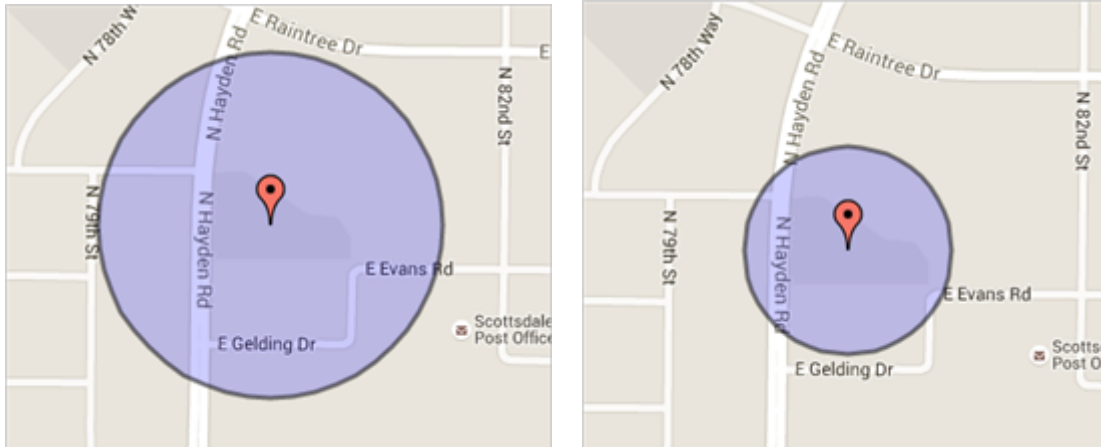 N 78th W
E Raintree Dr
E
N Hayden Rd
N 82nd St
N 79th St
N Hayden Rd
E Evans Rd
E Gelding Dr
Scottsdale
Post Office
N 78th Way
E Raintree Dr
N Hayden Rd
N 82nd St
N 79th St
N Hayden Rd
E Evans Rd
E Gelding Dr
Scotts
Post O